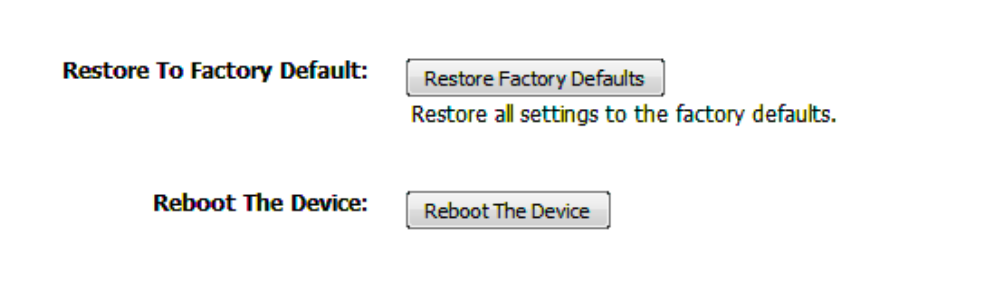 Restore To Factory Default: Restore Factory Defaults
Restore all settings to the factory defaults.
Reboot The Device: Reboot The Device